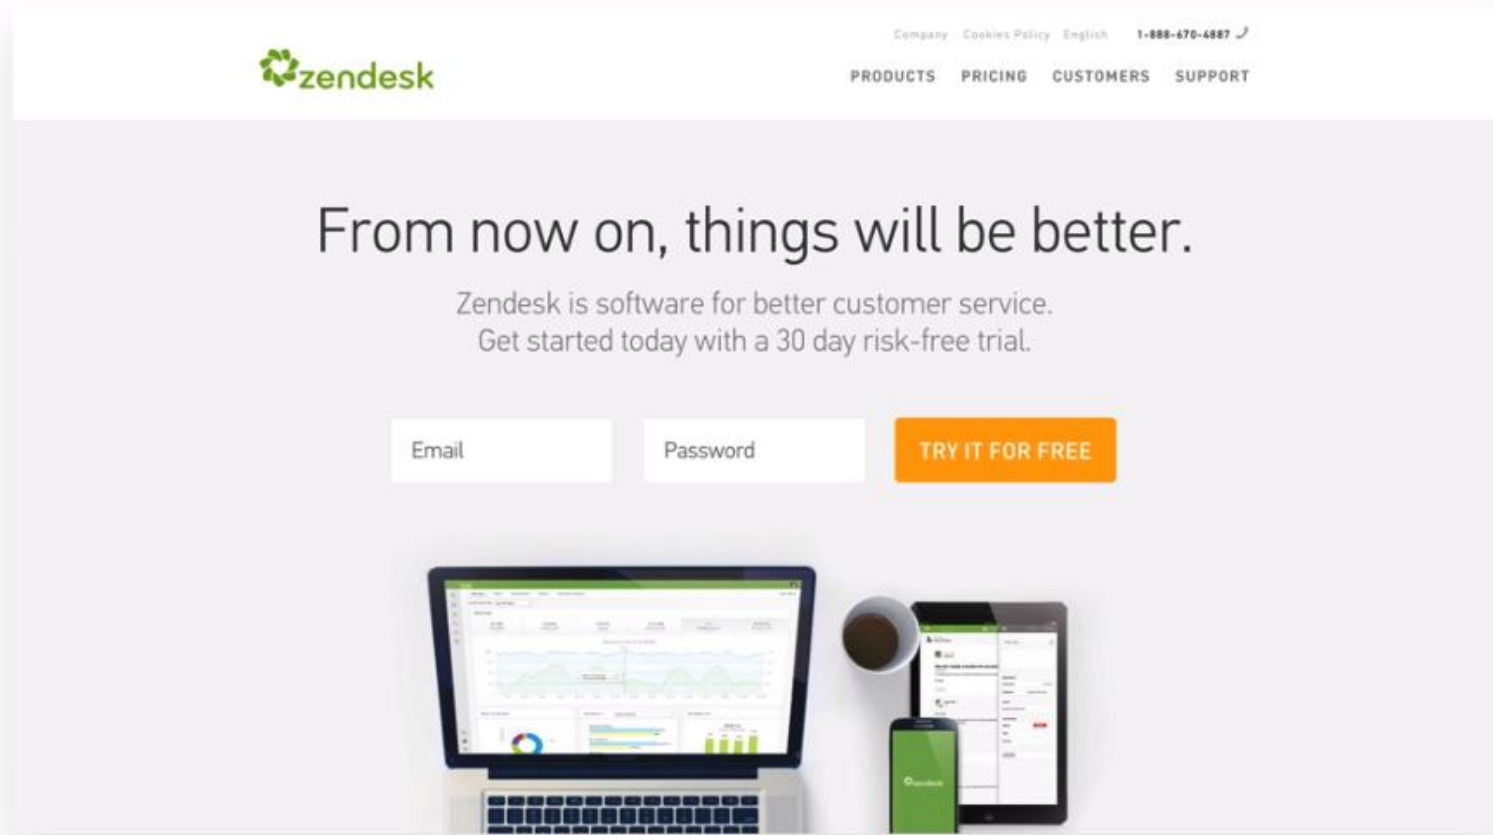 Company Cookies Policy English 1-888-670-4887
zendesk
PRODUCTS PRICING CUSTOMERS SUPPORT
From now on, things will be better.
Zendesk is software for better customer service.
Get started today with a 30 day risk-free trial.
Email Password TRY IT FOR FREE
zendesk